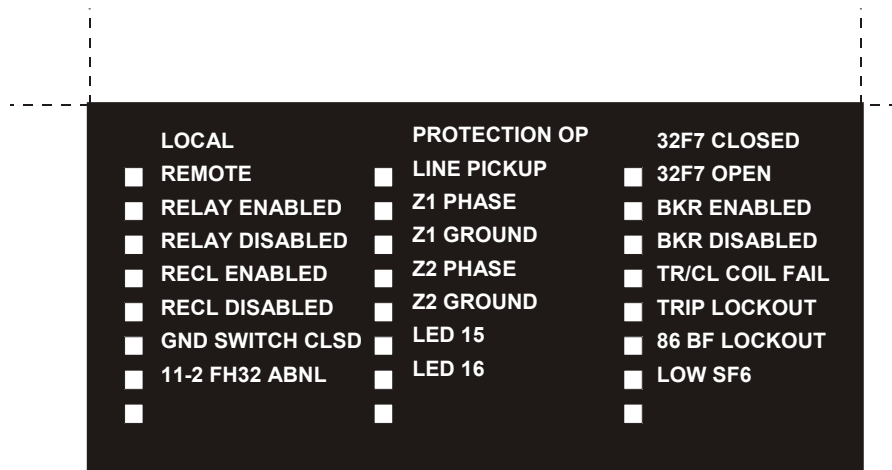 LOCAL
REMOTE
RELAY ENABLED
RELAY DISABLED
RECL ENABLED
RECL DISABLED
GND SWITCH CLSD
11-2 FH32 ABNL
PROTECTION OP
LINE PICKUP
Z1 PHASE
Z1 GROUND
Z2 PHASE
Z2 GROUND
LED 15
LED 16
32F7 CLOSED
32F7 OPEN
BKR ENABLED
BKR DISABLED
TR/CL COIL FAIL
TRIP LOCKOUT
86 BF LOCKOUT
LOW SF6